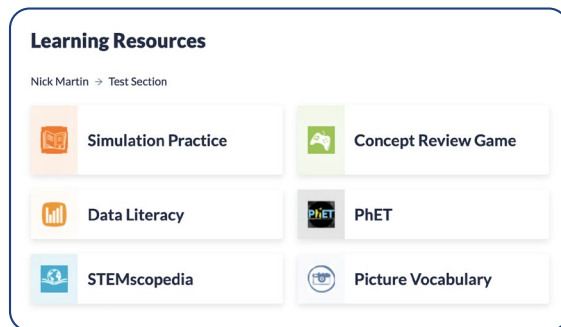 Learning Resources
Nick Martin → Test Section
Simulation Practice
Concept Review Game
Data Literacy
PhET
PhET
STEMscopedia
Picture Vocabulary